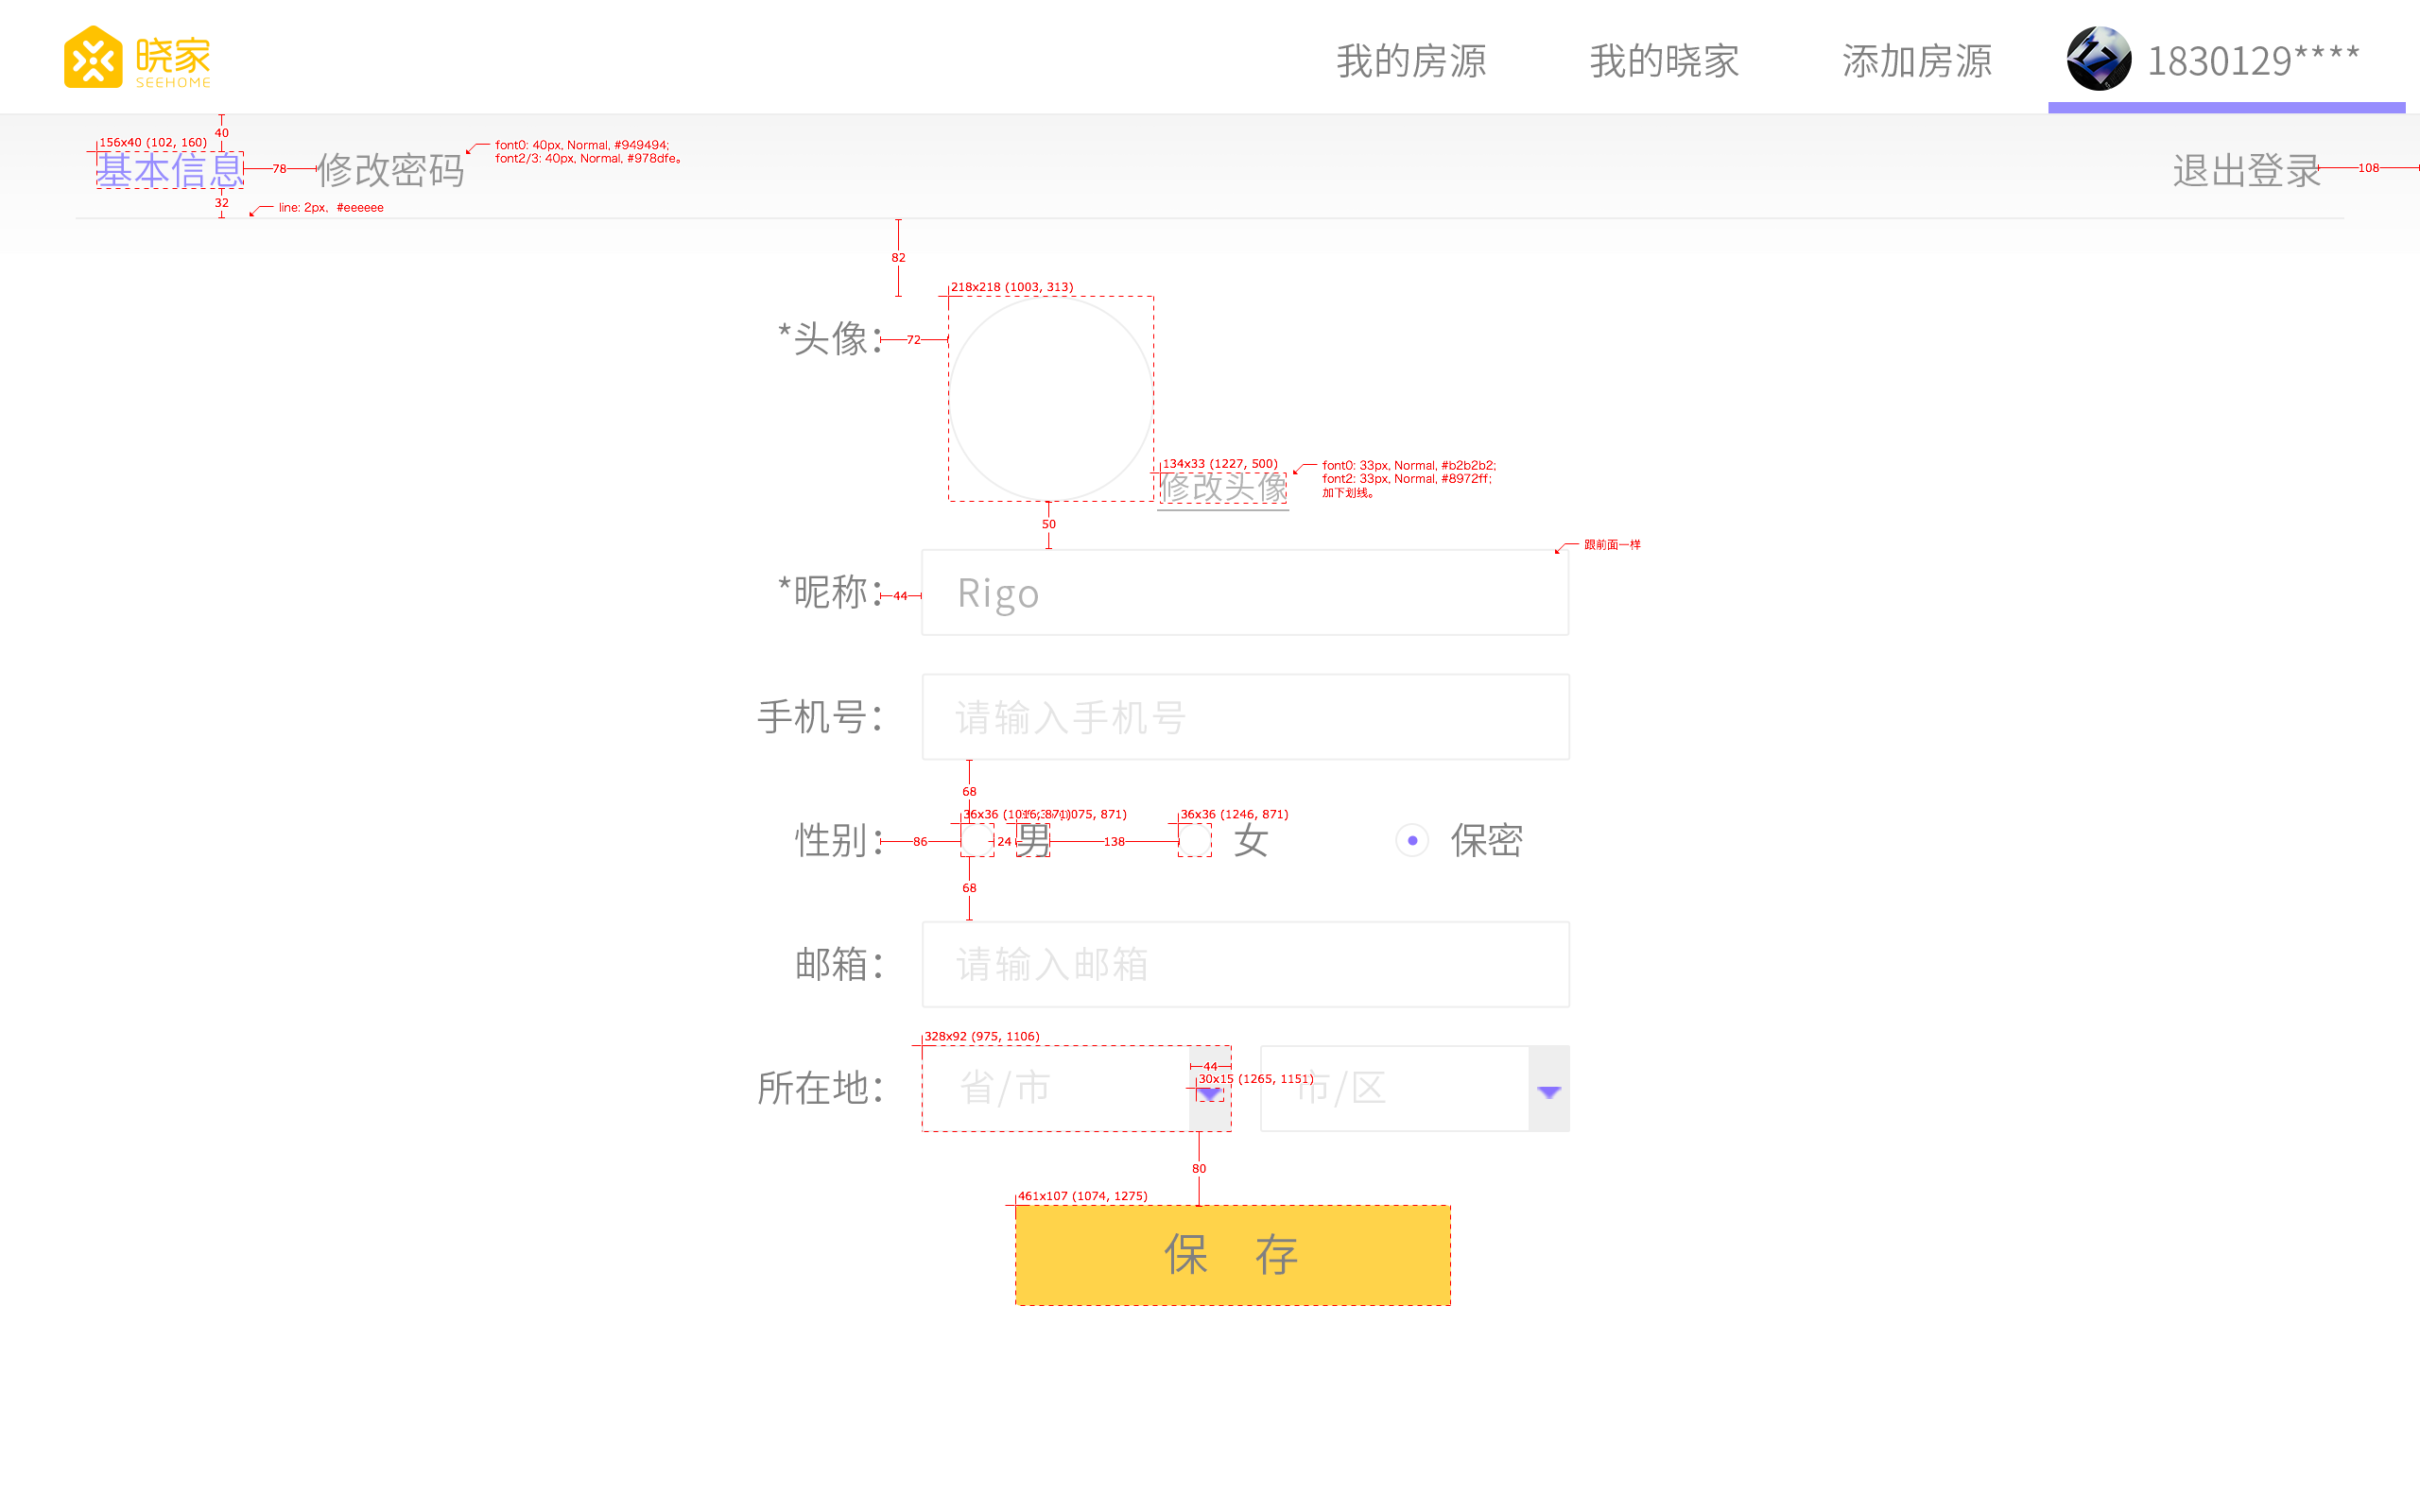 晓家
SEEHOME
我的房源
我的晓家
添加房源
1830129****
40
156x40 (102, 160)
基本信息
78
修改密码
font0: 40px, Normal, #949494;
font2/3: 40px, Normal, #978dfe。
退出登录
108
32
line: 2px, #eeeeee
82
218x218 (1003, 313)
*头像:
72
134x33 (1227, 500)
修改头像
font0: 33px, Normal, #b2b2b2;
font2: 33px, Normal, #8972ff;
加下划线。
50
跟前面一样
*昵称:
44
Rigo
手机号:
请输入手机号
68
36x36 (1016, 871)
075, 871)
36x36 (1246, 871)
性别:
86
24
男
138
女
保密
68
邮箱:
请输入邮箱
328x92 (975, 1106)
所在地:
省/市
44
30x15 (1265, 1151)
市/区
80
461x107 (1074, 1275)
保 存